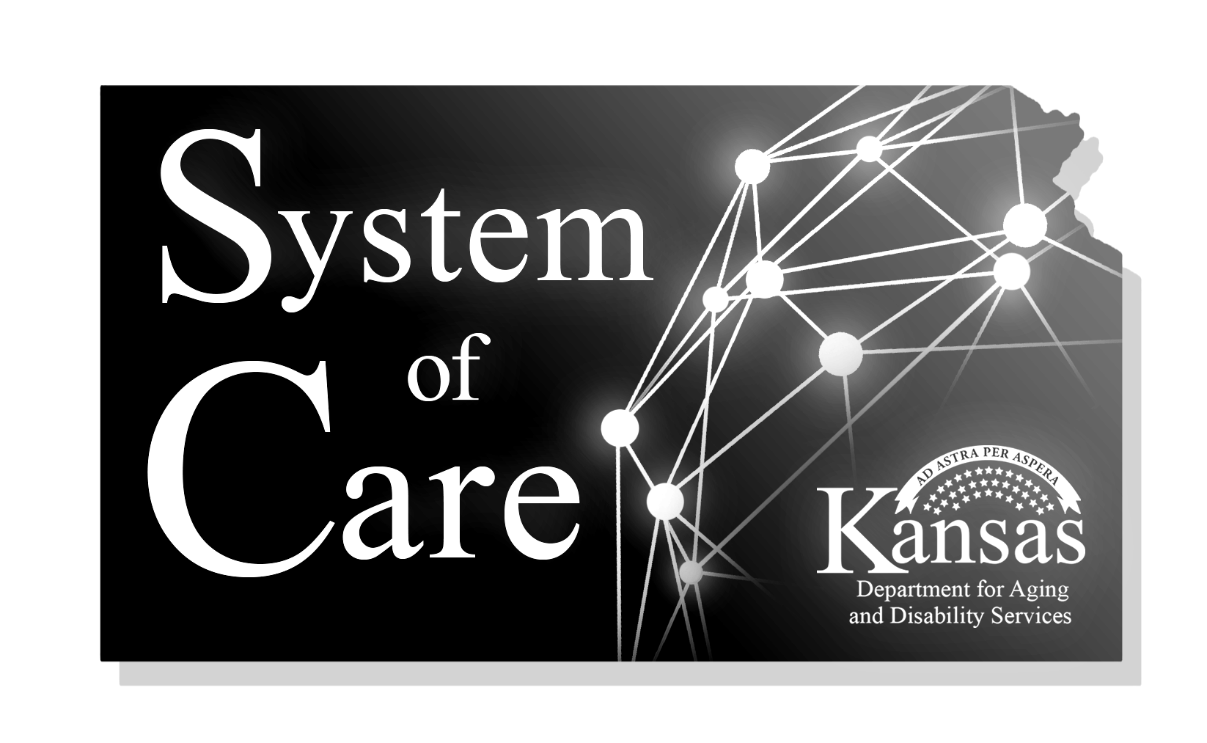 System
of
Care
AD ASTRA PER ASPERA
Kansas
Department for Aging
and Disability Services